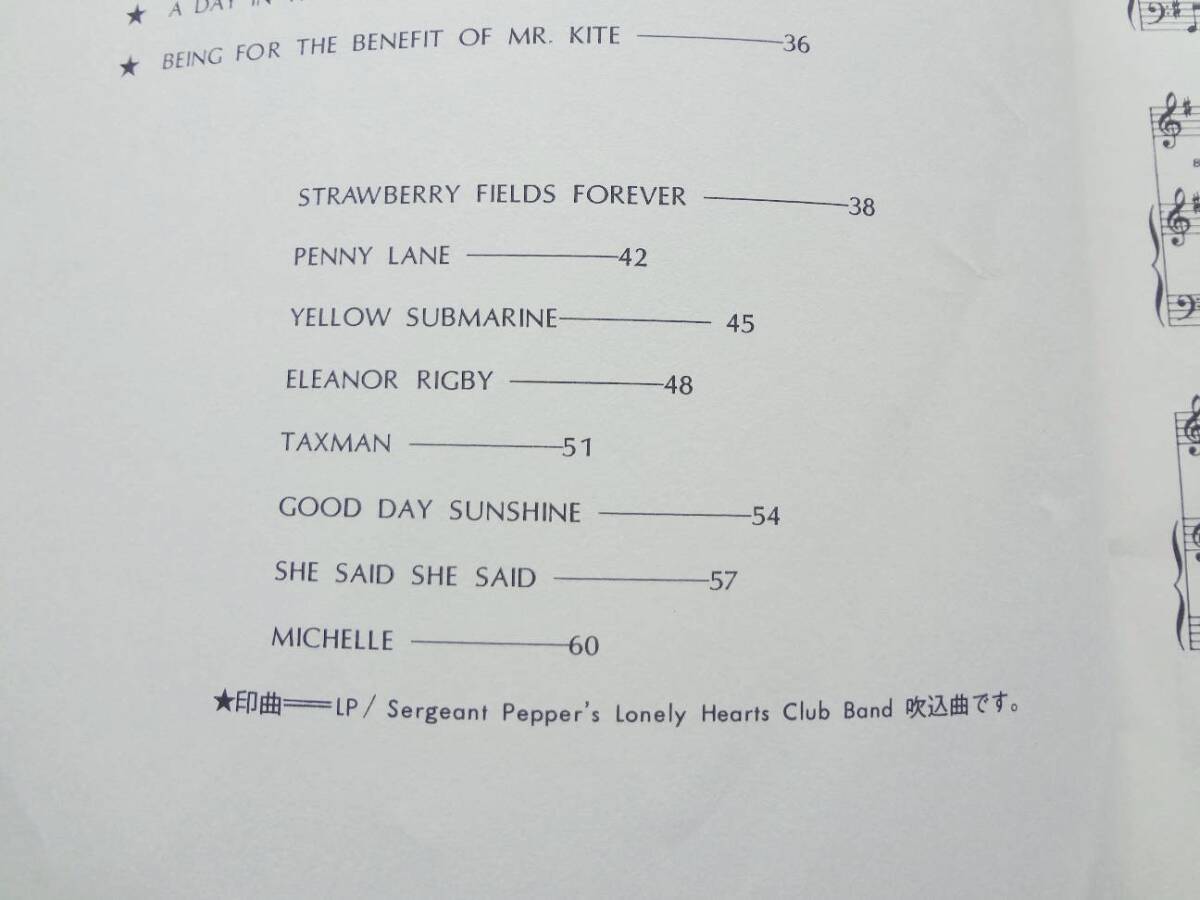 ★ A DAY IN
★ BEING FOR THE BENEFIT OF MR. KITE 36
STRAWBERRY FIELDS FOREVER 38
PENNY LANE 42
YELLOW SUBMARINE 45
ELEANOR RIGBY 48
TAXMAN 51
GOOD DAY SUNSHINE 54
SHE SAID SHE SAID 57
MICHELLE 60
★印曲══LP/ Sergeant Pepper's Lonely Hearts Club Band 吹込曲です。